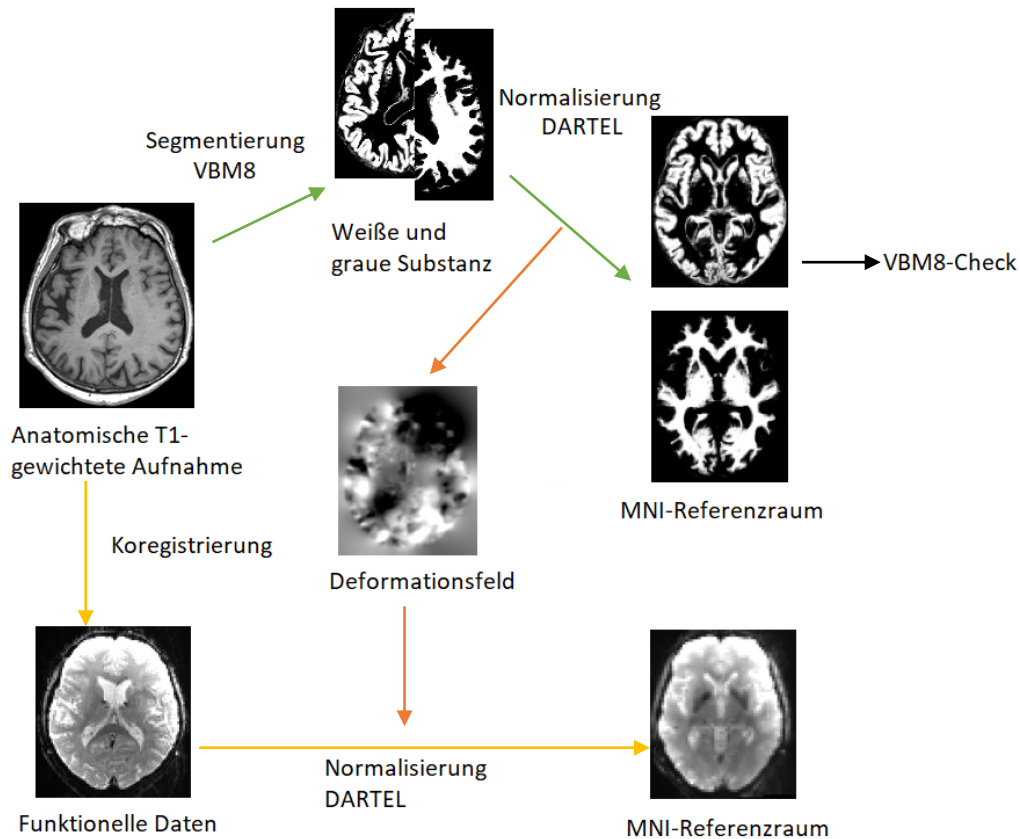 Normalisierung
DARTEL
Segmentierung
VBM8
Weiße und
graue Substanz
VBM8-Check
Anatomische T1-
gewichtete Aufnahme
MNI-Referenzraum
Koregistrierung
Deformationsfeld
Normalisierung
DARTEL
Funktionelle Daten
MNI-Referenzraum